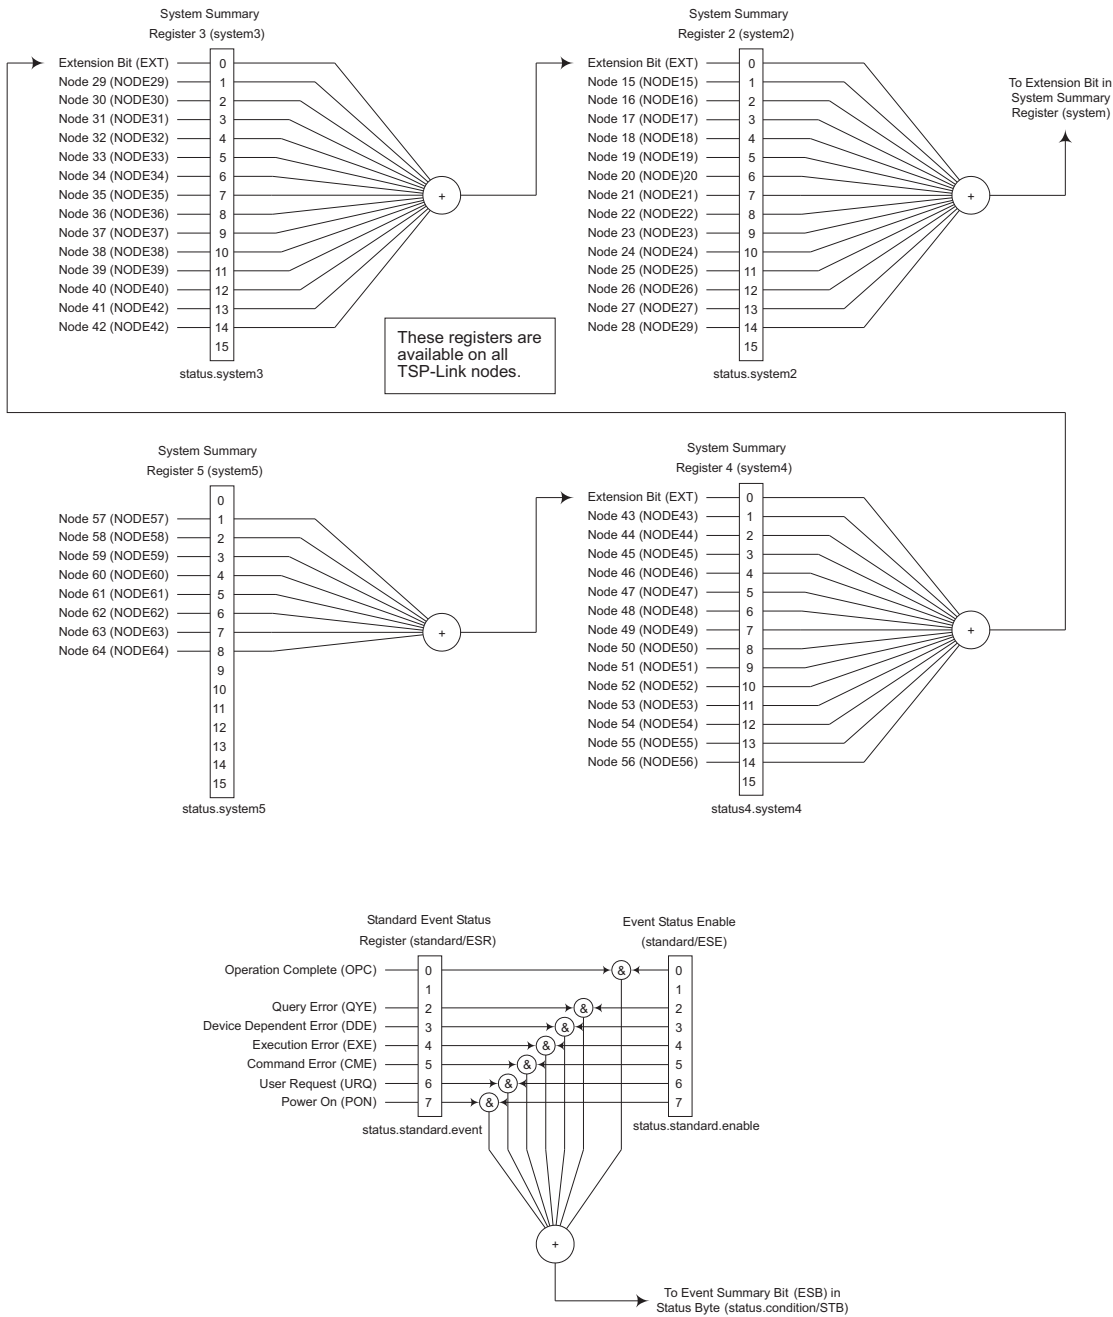 System Summary
Register 3 (system3)
Extension Bit (EXT) 0
Node 29 (NODE29) 1
Node 30 (NODE30) 2
Node 31 (NODE31) 3
Node 32 (NODE32) 4
Node 33 (NODE33) 5
Node 34 (NODE34) 6
Node 35 (NODE35) 7
Node 36 (NODE36) 8
Node 37 (NODE37) 9
Node 38 (NODE38) 10
Node 39 (NODE39) 11
Node 40 (NODE40) 12
Node 41 (NODE42) 13
Node 42 (NODE42) 14
15
+
status.system3
System Summary
Register 2 (system2)
Extension Bit (EXT) 0
Node 15 (NODE15) 1
Node 16 (NODE16) 2
Node 17 (NODE17) 3
Node 18 (NODE18) 4
Node 19 (NODE19) 5
Node 20 (NODE)20 6
Node 21 (NODE21) 7
Node 22 (NODE22) 8
Node 23 (NODE23) 9
Node 24 (NODE24) 10
Node 25 (NODE25) 11
Node 26 (NODE26) 12
Node 27 (NODE27) 13
Node 28 (NODE29) 14
15
+
status.system2
To Extension Bit in
System Summary
Register (system)
These registers are
available on all
TSP-Link nodes.
System Summary
Register 5 (system5)
0
Node 57 (NODE57) 1
Node 58 (NODE58) 2
Node 59 (NODE59) 3
Node 60 (NODE60) 4
Node 61 (NODE61) 5
Node 62 (NODE62) 6
Node 63 (NODE63) 7
Node 64 (NODE64) 8
9
10
11
12
13
14
15
+
status.system5
System Summary
Register 4 (system4)
Extension Bit (EXT) 0
Node 43 (NODE43) 1
Node 44 (NODE44) 2
Node 45 (NODE45) 3
Node 46 (NODE46) 4
Node 47 (NODE47) 5
Node 48 (NODE48) 6
Node 49 (NODE49) 7
Node 50 (NODE50) 8
Node 51 (NODE51) 9
Node 52 (NODE52) 10
Node 53 (NODE53) 11
Node 54 (NODE54) 12
Node 55 (NODE55) 13
Node 56 (NODE56) 14
15
+
status4.system4
Standard Event Status
Register (standard/ESR)
Event Status Enable
(standard/ESE)
Operation Complete (OPC) 0 & 0
1 1
Query Error (QYE) 2 & 2
Device Dependent Error (DDE) 3 & 3
Execution Error (EXE) 4 & 4
Command Error (CME) 5 & 5
User Request (URQ) 6 & 6
Power On (PON) 7 & 7
status.standard.event
status.standard.enable
+
To Event Summary Bit (ESB) in
Status Byte (status.condition/STB)